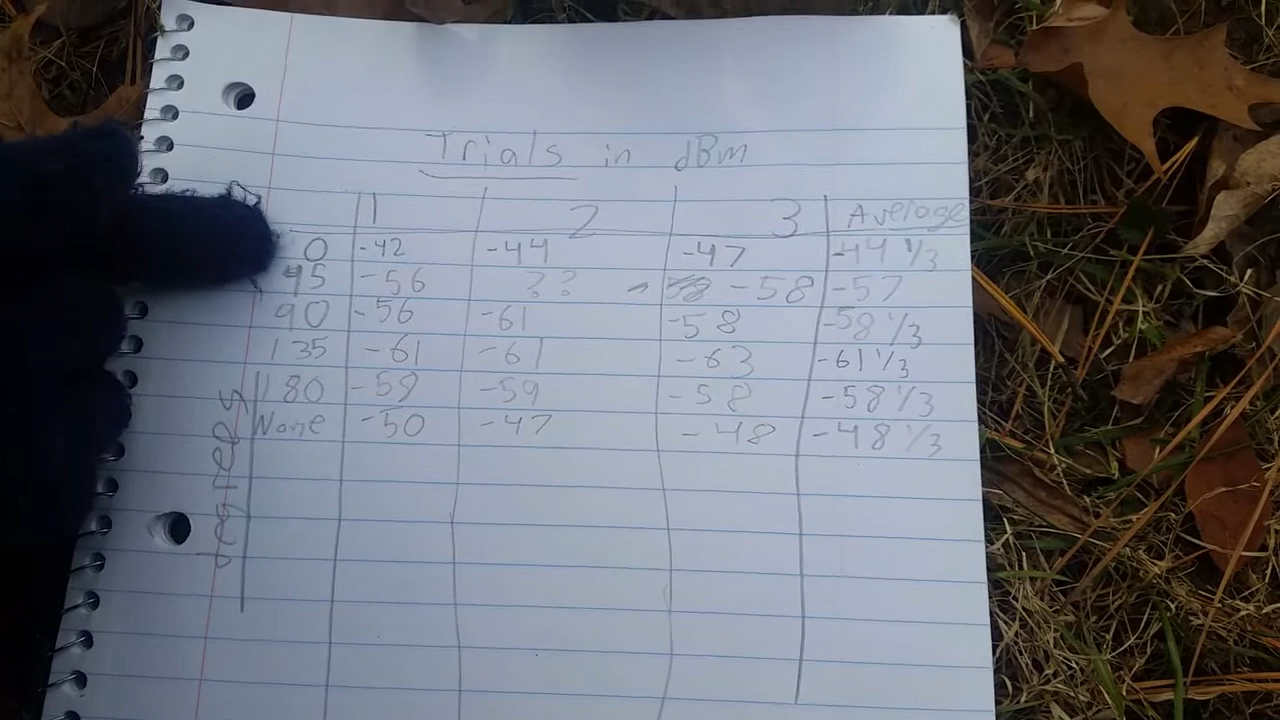 Trials in dBm
1 2 3 Average
0 -42 -44 -47 -44 1/3
45 -56 ?? -58 -57
90 -56 -61 -58 -58 1/3
135 -61 -61 -63 -61 1/3
180 -59 -59 -58 -58 1/3
None -50 -47 -48 -48 1/3
degrees